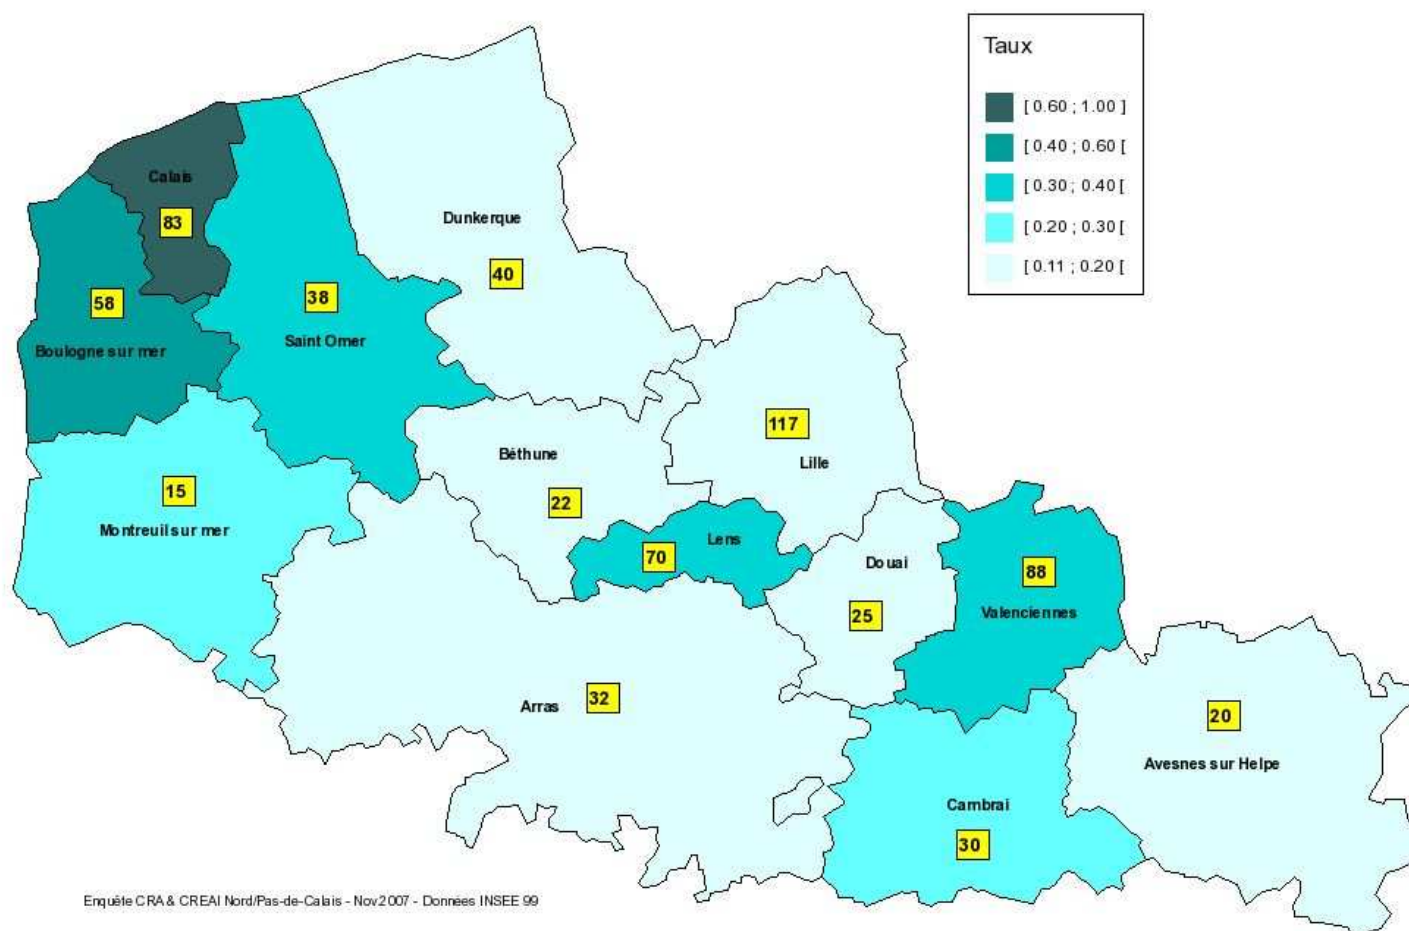 Taux
[ 0.60 ; 1.00 ]
[ 0.40 ; 0.60 [
[ 0.30 ; 0.40 [
[ 0.20 ; 0.30 [
[ 0.11 ; 0.20 [
Calais
83
Dunkerque
40
58
Boulogne sur mer
38
Saint Omer
117
Lille
Béthune
22
15
Montreuil sur mer
Lens
70
Douai
25
88
Valenciennes
Arras
32
20
Avesnes sur Helpe
Cambrai
30
Enquête CRA & CREAI Nord/Pas-de-Calais - Nov2007 - Données INSEE 99